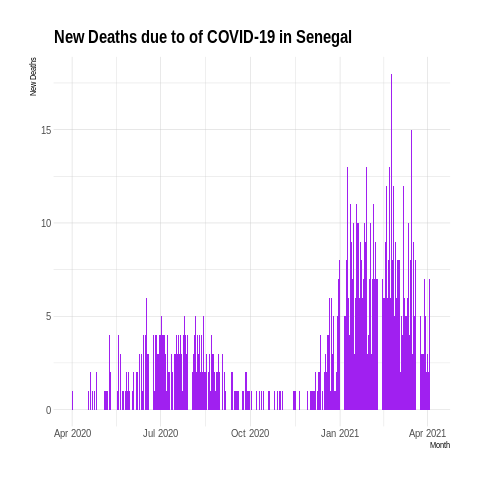 New Deaths due to of COVID-19 in Senegal
New Deaths
15
10
5
0
Apr 2020 Jul 2020 Oct 2020 Jan 2021 Apr 2021
Month